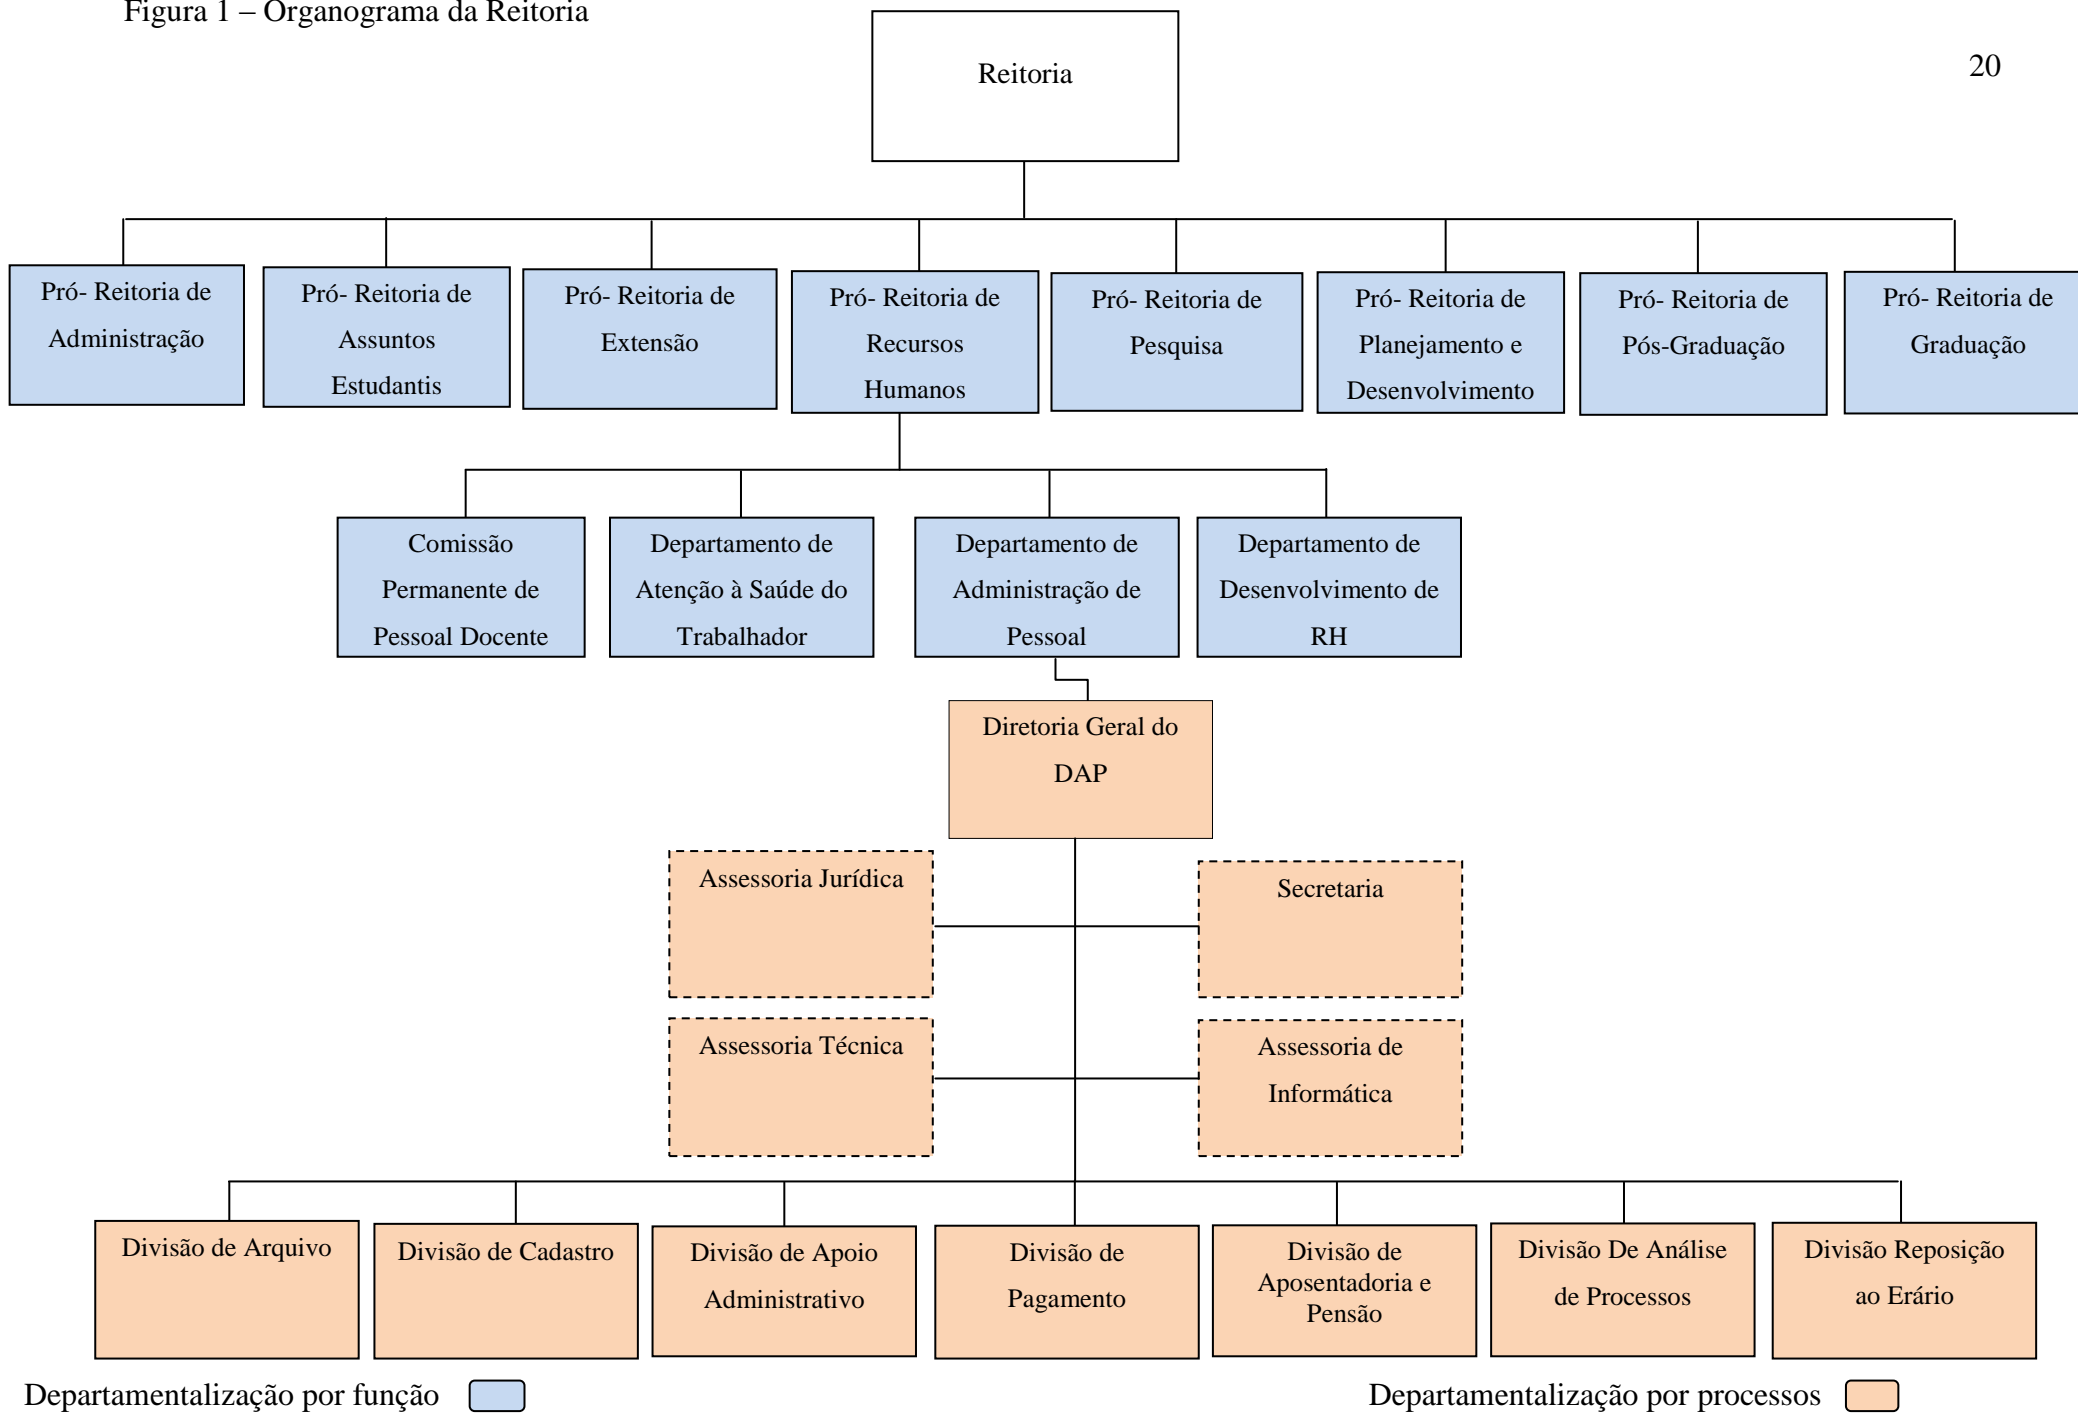 Figura 1 – Organograma da Reitoria
20
Reitoria
Pró- Reitoria de
Administração
Pró- Reitoria de
Assuntos
Estudantis
Pró- Reitoria de
Extensão
Pró- Reitoria de
Recursos
Humanos
Pró- Reitoria de
Pesquisa
Pró- Reitoria de
Planejamento e
Desenvolvimento
Pró- Reitoria de
Pós-Graduação
Pró- Reitoria de
Graduação
Comissão
Permanente de
Pessoal Docente
Departamento de
Atenção à Saúde do
Trabalhador
Departamento de
Administração de
Pessoal
Departamento de
Desenvolvimento de
RH
Diretoria Geral do
DAP
Assessoria Jurídica
Secretaria
Assessoria Técnica
Assessoria de
Informática
Divisão de Arquivo
Divisão de Cadastro
Divisão de Apoio
Administrativo
Divisão de
Pagamento
Divisão de
Aposentadoria e
Pensão
Divisão De Análise
de Processos
Divisão Reposição
ao Erário
Departamentalização por função
Departamentalização por processos